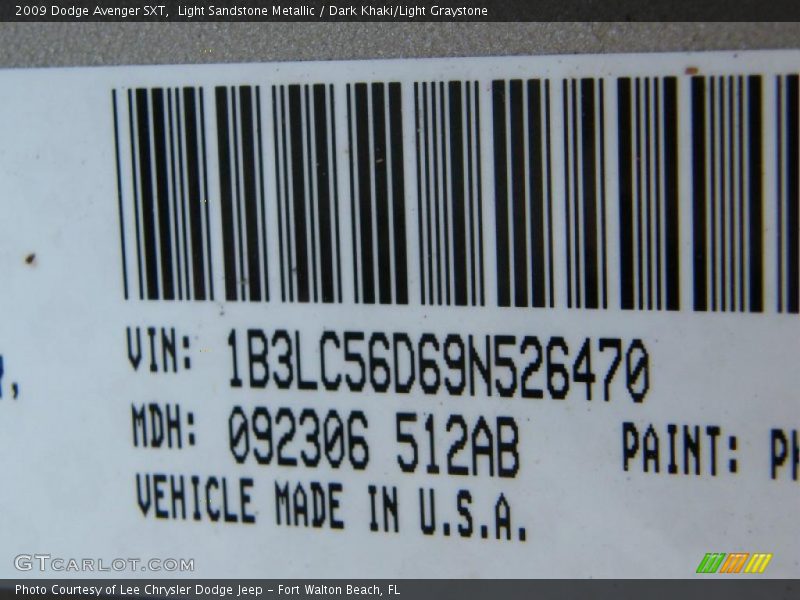 2009 Dodge Avenger SXT,  Light Sandstone Metallic / Dark Khaki/Light Graystone
VIN: 1B3LC56D69N526470
MDH: 092306 512AB PAINT:
VEHICLE MADE IN U.S.A.
GTCARLOT.COM
Photo Courtesy of Lee Chrysler Dodge Jeep – Fort Walton Beach, FL